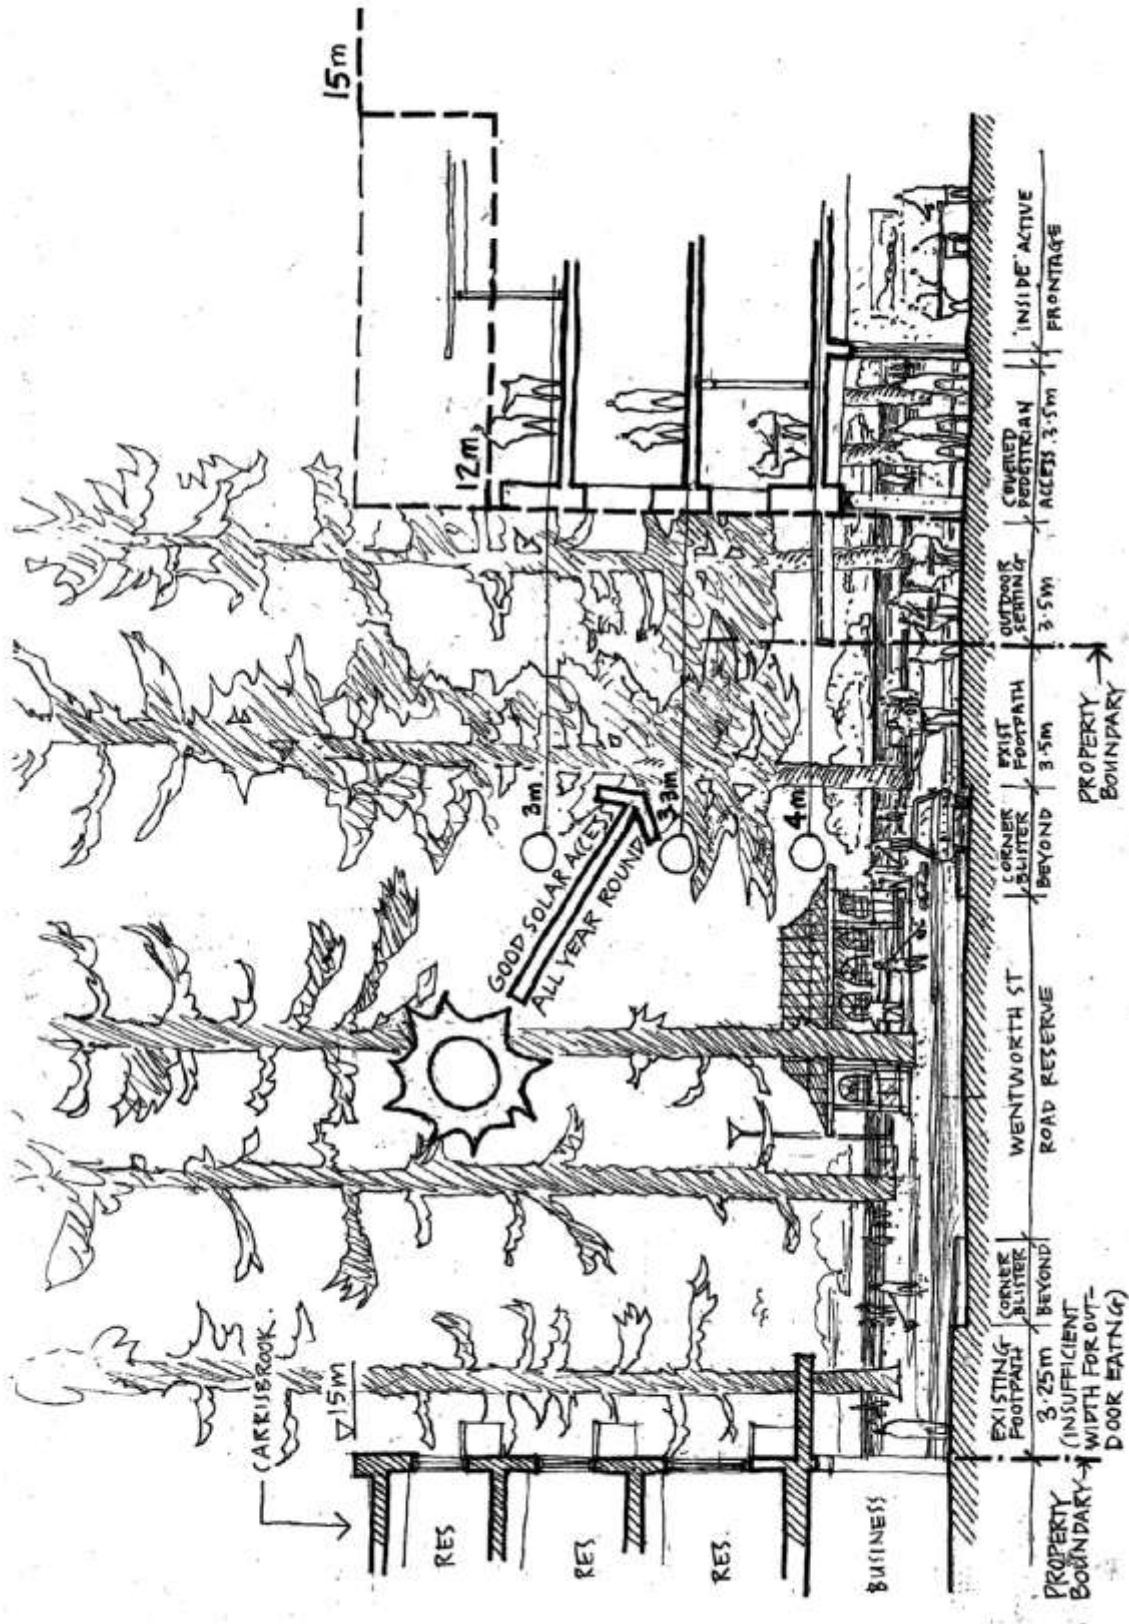 CARRISBROOK.
15m
RES
RES
RES.
BUSINESS
GOOD SOLAR ACCESS
ALL YEAR ROUND
3m
3.3m
4m
12m
15m
EXISTING
FOOTPATH
3.25m
(INSUFFICIENT
WIDTH FOR OUT-
DOOR EATNG)
CORNER
BLISTER
BEYOND
WENTWORTH ST
ROAD RESERVE
CORNER
BLISTER
BEYOND
EXIST
FOOTPATH
3.5m
OUTDOOR
SEATING
3.5m
COVERED
PEDESTRIAN
ACCESS 3.5m
'INSIDE' ACTIVE
FRONTAGE
PROPERTY
BOUNDARY
PROPERTY
BOUNDARY